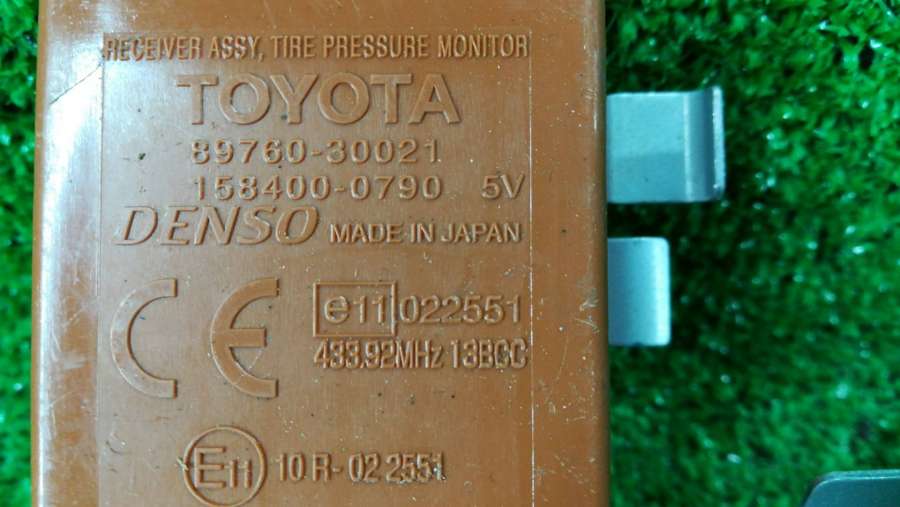 RECEIVER ASSY, TIRE PRESSURE MONITOR
TOYOTA
89760-30021
158400-0790 5V
DENSO MADE IN JAPAN
CE e11 022551
433.92MHz 13BCC
E11 10 R-02 2551